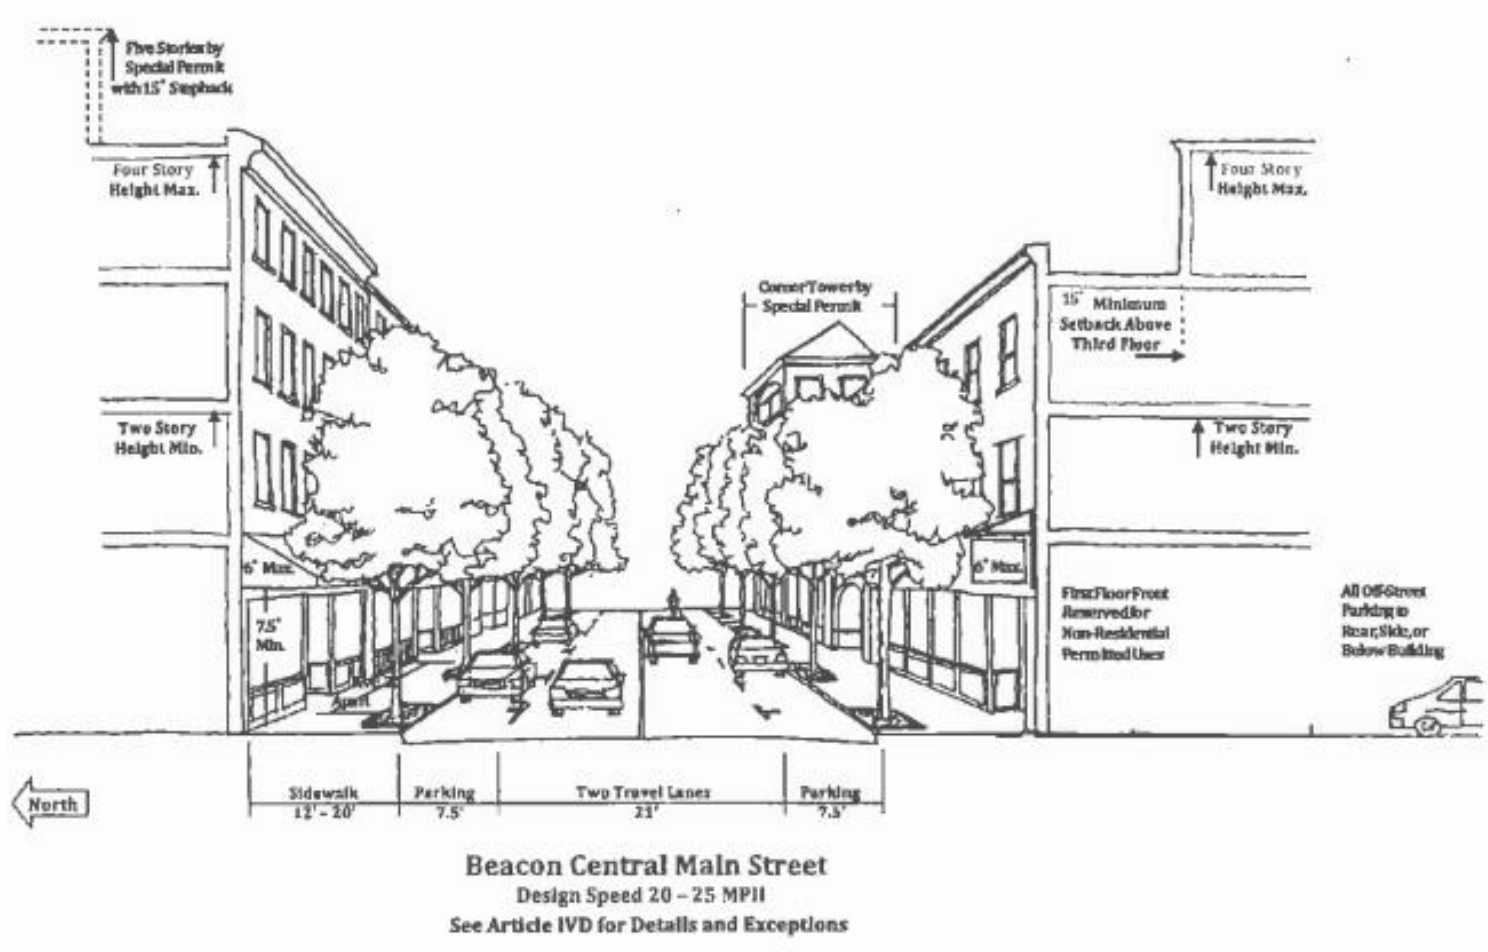 Five Stories by
Special Permit
with 15' Stepback
Four Story
Height Max.
Four Story
Height Max.
Corner Tower by
Special Permit
15' Minimum
Setback Above
Third Floor
Two Story
Height Min.
Two Story
Height Min.
6' Max.
6' Max.
7.5'
Min.
First Floor Front
Reserved for
Non-Residential
Permitted Uses
All Off-Street
Parking to
Rear, Side, or
Below Building
Apart
North
Sidewalk
12' - 20'
Parking
7.5'
Two Travel Lanes
21'
Parking
7.5'
Beacon Central Main Street
Design Speed 20 – 25 MPH
See Article IVD for Details and Exceptions